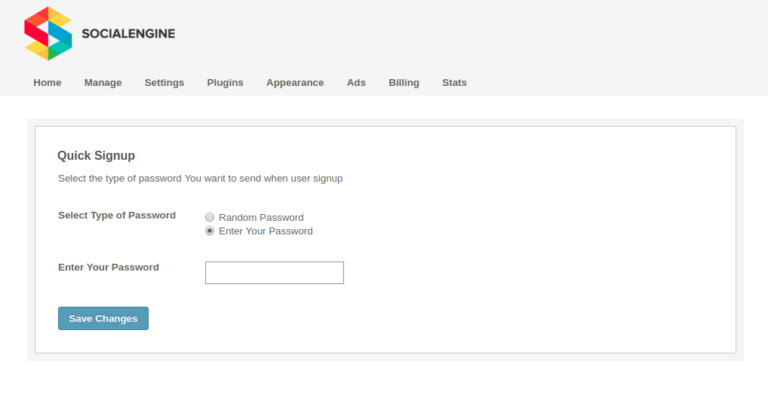 SOCIALENGINE
Home Manage Settings Plugins Appearance Ads Billing Stats
Quick Signup
Select the type of password You want to send when user signup
Select Type of Password
Random Password
Enter Your Password
Enter Your Password
Save Changes